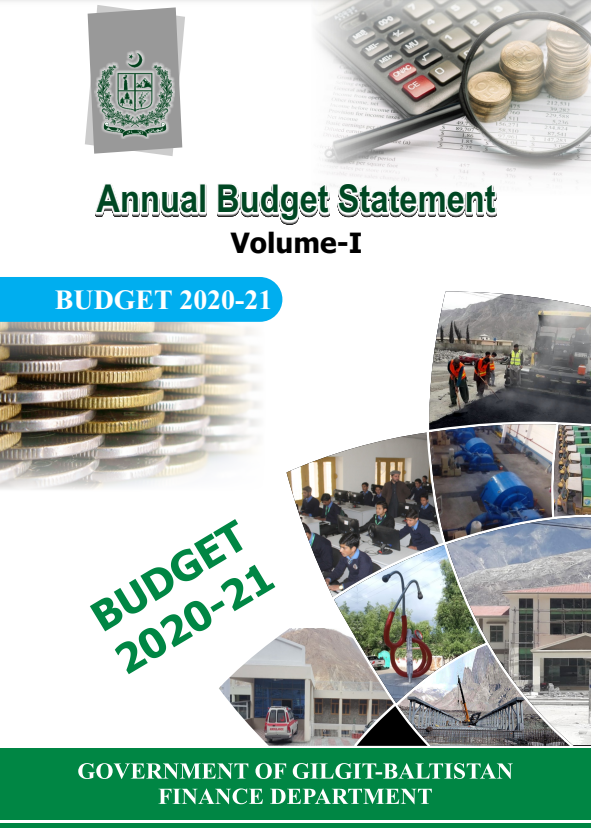 Annual Budget Statement
Volume-I
BUDGET 2020-21
BUDGET
2020-21
GOVERNMENT OF GILGIT-BALTISTAN
FINANCE DEPARTMENT